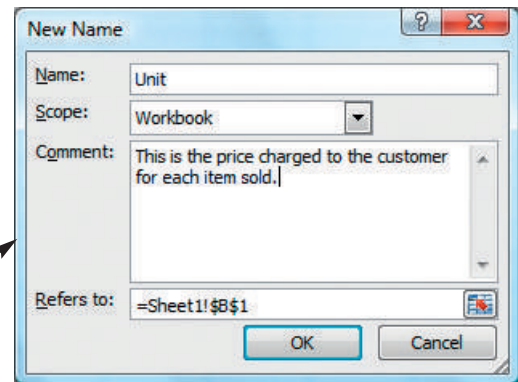 New Name
Name: Unit
Scope: Workbook
Comment: This is the price charged to the customer
for each item sold.
Refers to: =Sheet1!$B$1
OK Cancel